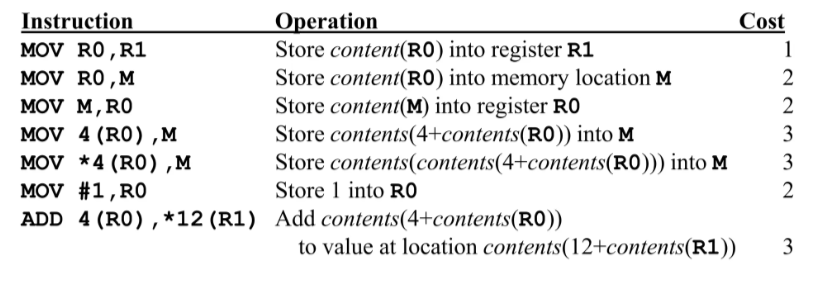 Instruction Operation Cost
MOV R0,R1 Store content(R0) into register R1 1
MOV R0,M Store content(R0) into memory location M 2
MOV M,R0 Store content(M) into register R0 2
MOV 4(R0),M Store contents(4+contents(R0)) into M 3
MOV *4(R0),M Store contents(contents(4+contents(R0))) into M 3
MOV #1,R0 Store 1 into R0 2
ADD 4(R0),*12(R1) Add contents(4+contents(R0))
to value at location contents(12+contents(R1)) 3